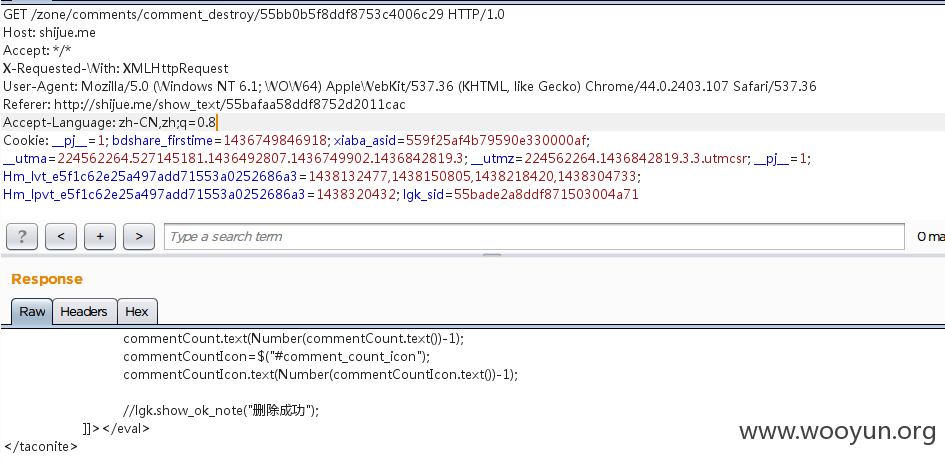 GET /zone/comments/comment_destroy/55bb0b5f8ddf8753c4006c29 HTTP/1.0
Host: shijue.me
Accept: */*
X-Requested-With: XMLHttpRequest
User-Agent: Mozilla/5.0 (Windows NT 6.1; WOW64) AppleWebKit/537.36 (KHTML, like Gecko) Chrome/44.0.2403.107 Safari/537.36
Referer: http://shijue.me/show_text/55bafaa58ddf8752d2011cac
Accept-Language: zh-CN,zh;q=0.8
Cookie: __pj__=1; bdshare_firstime=1436749846918; xiaba_asid=559f25af4b79590e330000af;
__utma=224562264.527145181.1436492807.1436749902.1436842819.3; __utmz=224562264.1436842819.3.3.utmcsr; __pj__=1;
Hm_lvt_e5f1c62e25a497add71553a0252686a3=1438132477,1438150805,1438218420,1438304733;
Hm_lpvt_e5f1c62e25a497add71553a0252686a3=1438320432; lgk_sid=55bade2a8ddf871503004a71
? < + > Type a search term 0 ma
Response
Raw Headers Hex
commentCount.text(Number(commentCount.text())-1);
commentCountIcon=$("#comment_count_icon");
commentCountIcon.text(Number(commentCountIcon.text())-1);
//lgk.show_ok_note("删除成功");
]]></eval>
</taconite>
www.wooyun.org